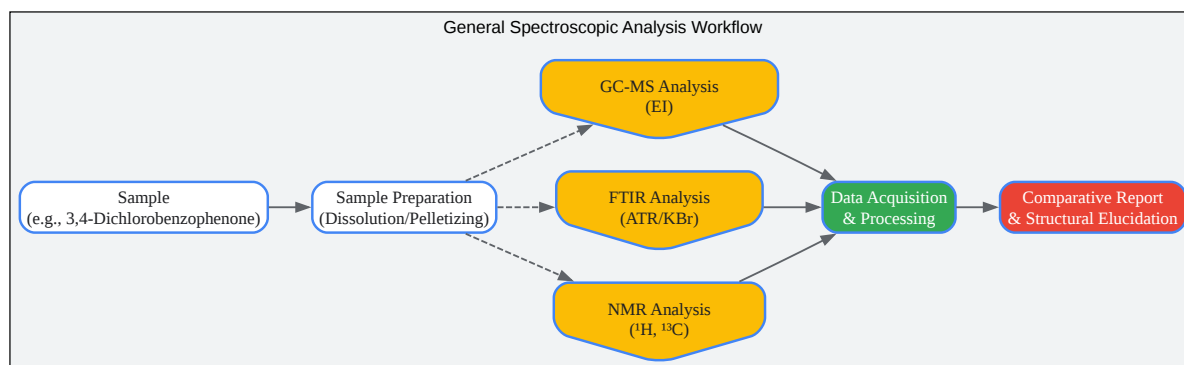 General Spectroscopic Analysis Workflow
GC-MS Analysis
(EI)
Sample
(e.g., 3,4-Dichlorobenzophenone)
Sample Preparation
(Dissolution/Pelletizing)
FTIR Analysis
(ATR/KBr)
Data Acquisition
& Processing
Comparative Report
& Structural Elucidation
NMR Analysis
(¹H, ¹³C)